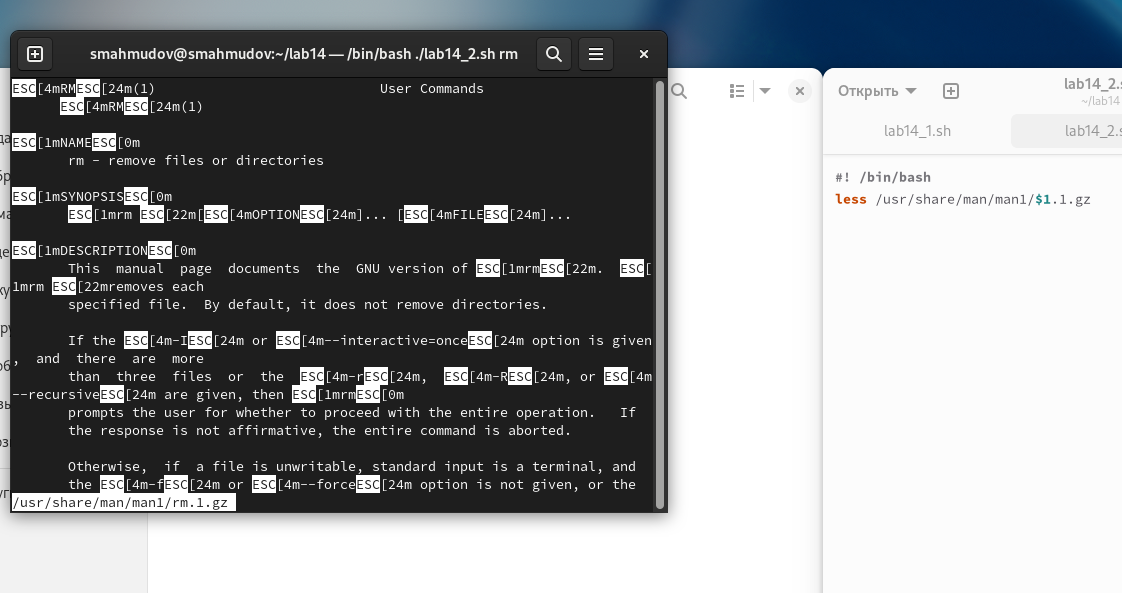 smahmudov@smahmudov:~/lab14 — /bin/bash ./lab14_2.sh rm
ESC[4mRMESC[24m(1) User Commands
ESC[4mRMESC[24m(1)
ESC[1mNAMEESC[0m
rm - remove files or directories
ESC[1mSYNOPSISESC[0m
ESC[1mrm ESC[22m[ESC[4mOPTIONESC[24m]... [ESC[4mFILEESC[24m]...
ESC[1mDESCRIPTIONESC[0m
This manual page documents the GNU version of ESC[1mrmESC[22m. ESC[
1mrm ESC[22mremoves each
specified file. By default, it does not remove directories.
If the ESC[4m-IESC[24m or ESC[4m--interactive=onceESC[24m option is given
, and there are more
than three files or the ESC[4m-rESC[24m, ESC[4m-RESC[24m, or ESC[4m
--recursiveESC[24m are given, then ESC[1mrmESC[0m
prompts the user for whether to proceed with the entire operation. If
the response is not affirmative, the entire command is aborted.
Otherwise, if a file is unwritable, standard input is a terminal, and
the ESC[4m-fESC[24m or ESC[4m--forceESC[24m option is not given, or the
/usr/share/man/man1/rm.1.gz
Открыть
lab14_2.s
~/lab14
lab14_1.sh
lab14_2.s
#! /bin/bash
less /usr/share/man/man1/$1.1.gz